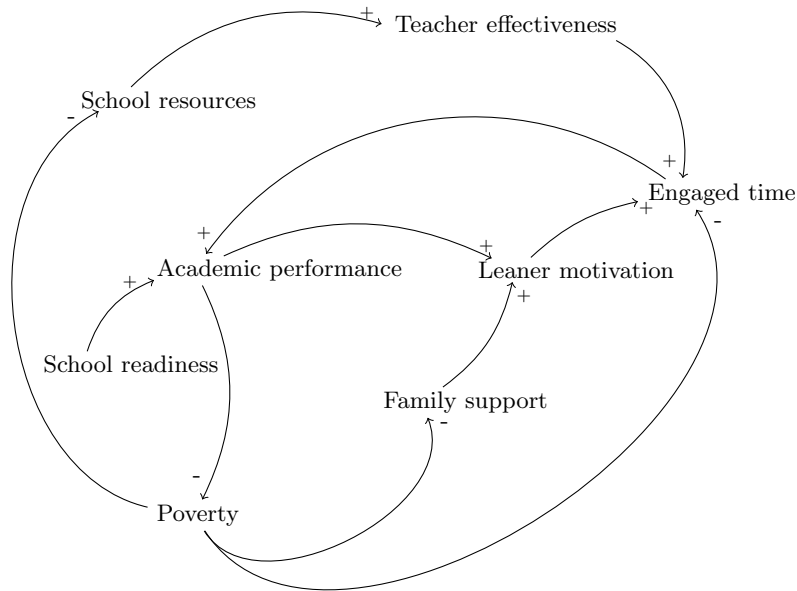 +
Teacher effectiveness
School resources
-
+
Engaged time
+
-
+
Academic performance
+
Leaner motivation
+
+
School readiness
Family support
-
-
Poverty